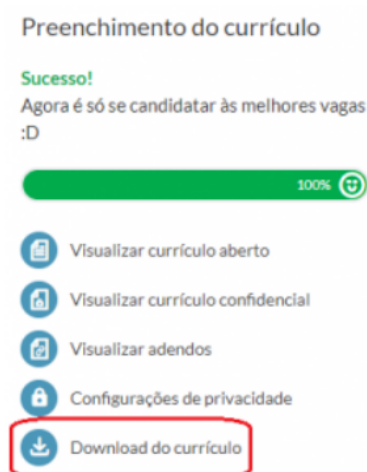 Preenchimento do currículo
Sucesso!
Agora é só se candidatar às melhores vagas
:D
100%
Visualizar currículo aberto
Visualizar currículo confidencial
Visualizar adendos
Configurações de privacidade
Download do currículo